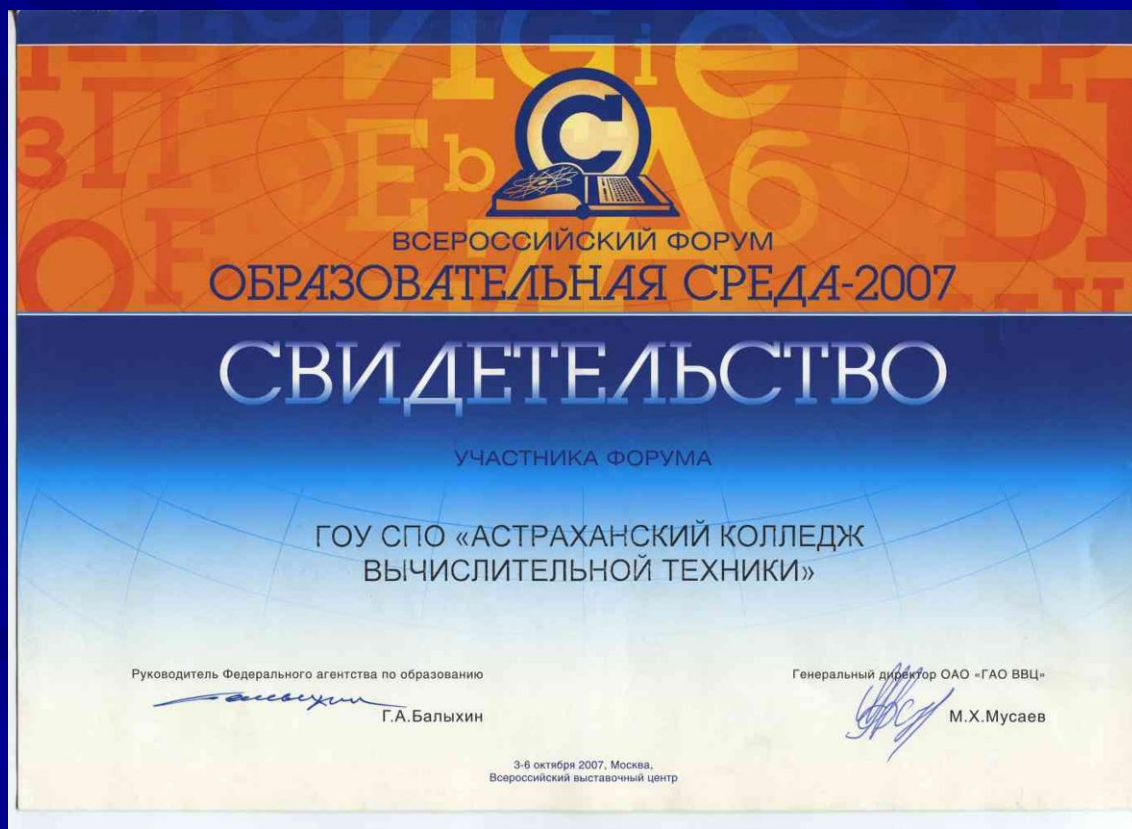 ВСЕРОССИЙСКИЙ ФОРУМ
ОБРАЗОВАТЕЛЬНАЯ СРЕДА-2007
СВИДЕТЕЛЬСТВО
УЧАСТНИКА ФОРУМА
ГОУ СПО «АСТРАХАНСКИЙ КОЛЛЕДЖ
ВЫЧИСЛИТЕЛЬНОЙ ТЕХНИКИ»
Руководитель Федерального агентства по образованию
Г.А.Балыхин
Генеральный директор ОАО «ГАО ВВЦ»
М.Х.Мусаев
3-6 октября 2007, Москва,
Всероссийский выставочный центр